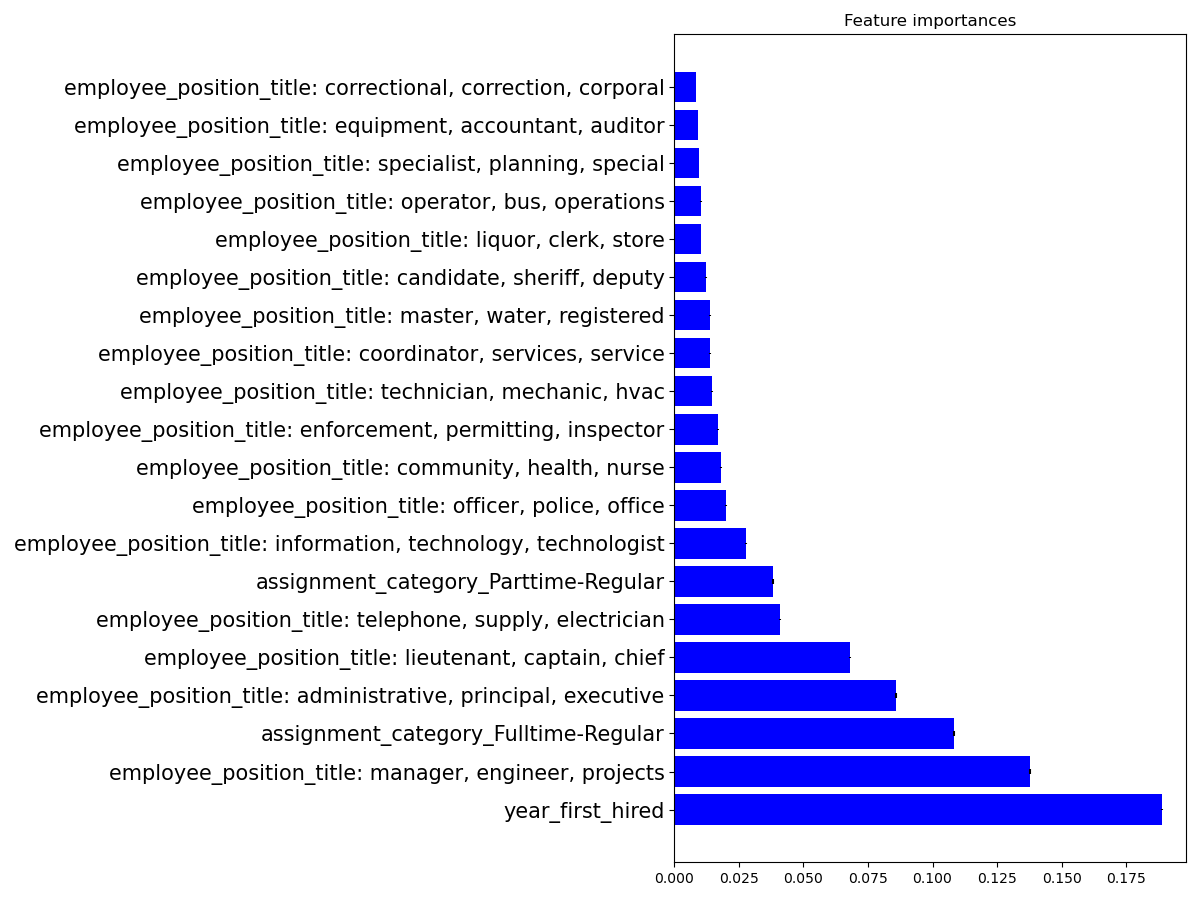 Feature importances
employee_position_title: correctional, correction, corporal
employee_position_title: equipment, accountant, auditor
employee_position_title: specialist, planning, special
employee_position_title: operator, bus, operations
employee_position_title: liquor, clerk, store
employee_position_title: candidate, sheriff, deputy
employee_position_title: master, water, registered
employee_position_title: coordinator, services, service
employee_position_title: technician, mechanic, hvac
employee_position_title: enforcement, permitting, inspector
employee_position_title: community, health, nurse
employee_position_title: officer, police, office
employee_position_title: information, technology, technologist
assignment_category_Parttime-Regular
employee_position_title: telephone, supply, electrician
employee_position_title: lieutenant, captain, chief
employee_position_title: administrative, principal, executive
assignment_category_Fulltime-Regular
employee_position_title: manager, engineer, projects
year_first_hired
0.000 0.025 0.050 0.075 0.100 0.125 0.150 0.175